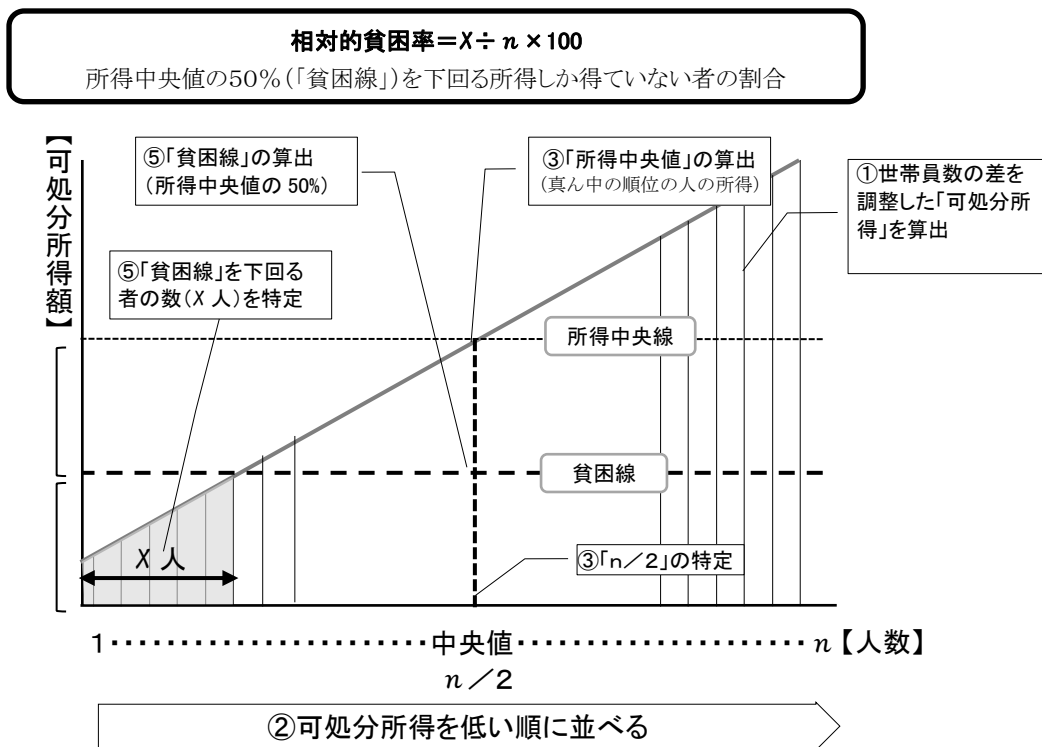 相対的貧困率＝X÷ n ×100
所得中央値の50％（「貧困線」）を下回る所得しか得ていない者の割合
【可処分所得額】
⑤「貧困線」の算出
（所得中央値の 50%）
③「所得中央値」の算出
（真ん中の順位の人の所得）
①世帯員数の差を
調整した「可処分所
得」を算出
⑤「貧困線」を下回る
者の数（X 人）を特定
所得中央線
貧困線
X 人
③「ｎ／２」の特定
1・・・・・・・・・・・・・・・・・・・・中央値・・・・・・・・・・・・・・・・・・ n 【人数】
n ／２
②可処分所得を低い順に並べる